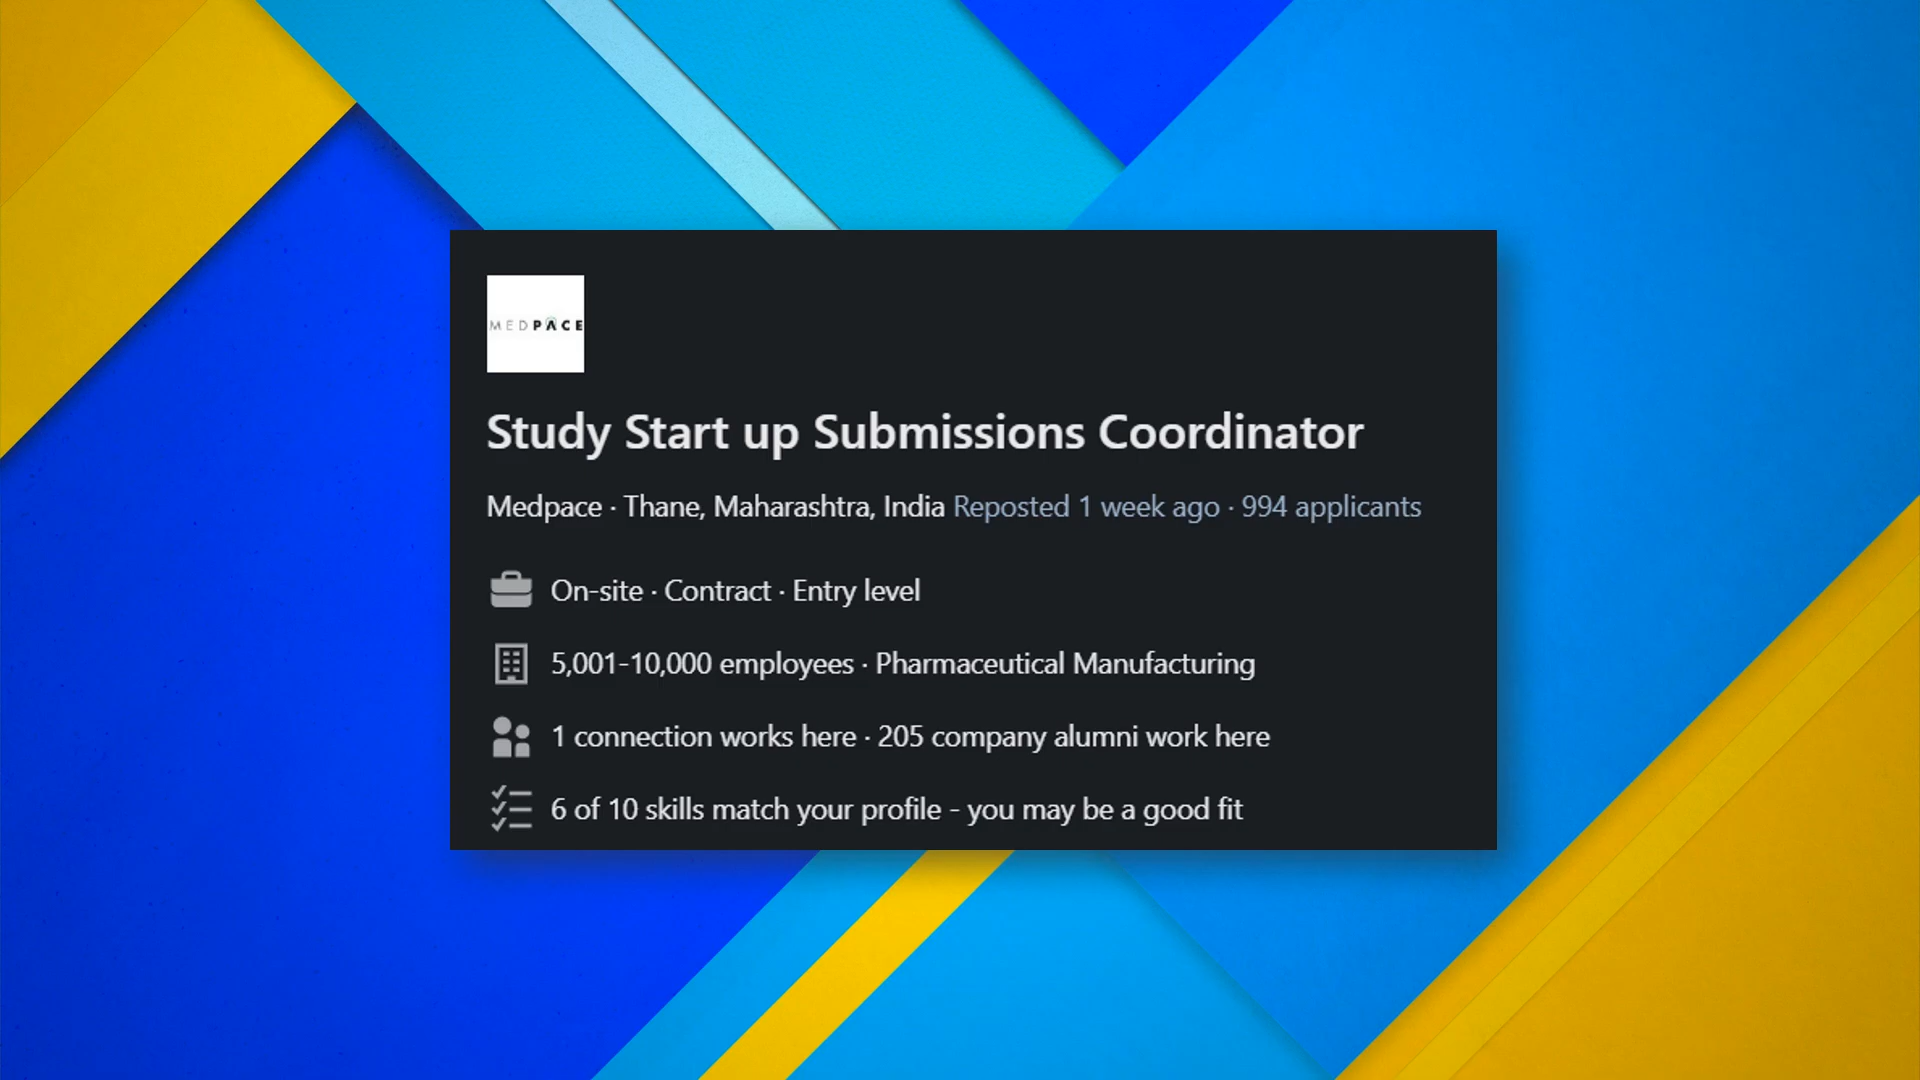 MEDPACE
Study Start up Submissions Coordinator
Medpace · Thane, Maharashtra, India Reposted 1 week ago · 994 applicants
On-site · Contract · Entry level
5,001-10,000 employees · Pharmaceutical Manufacturing
1 connection works here · 205 company alumni work here
6 of 10 skills match your profile - you may be a good fit